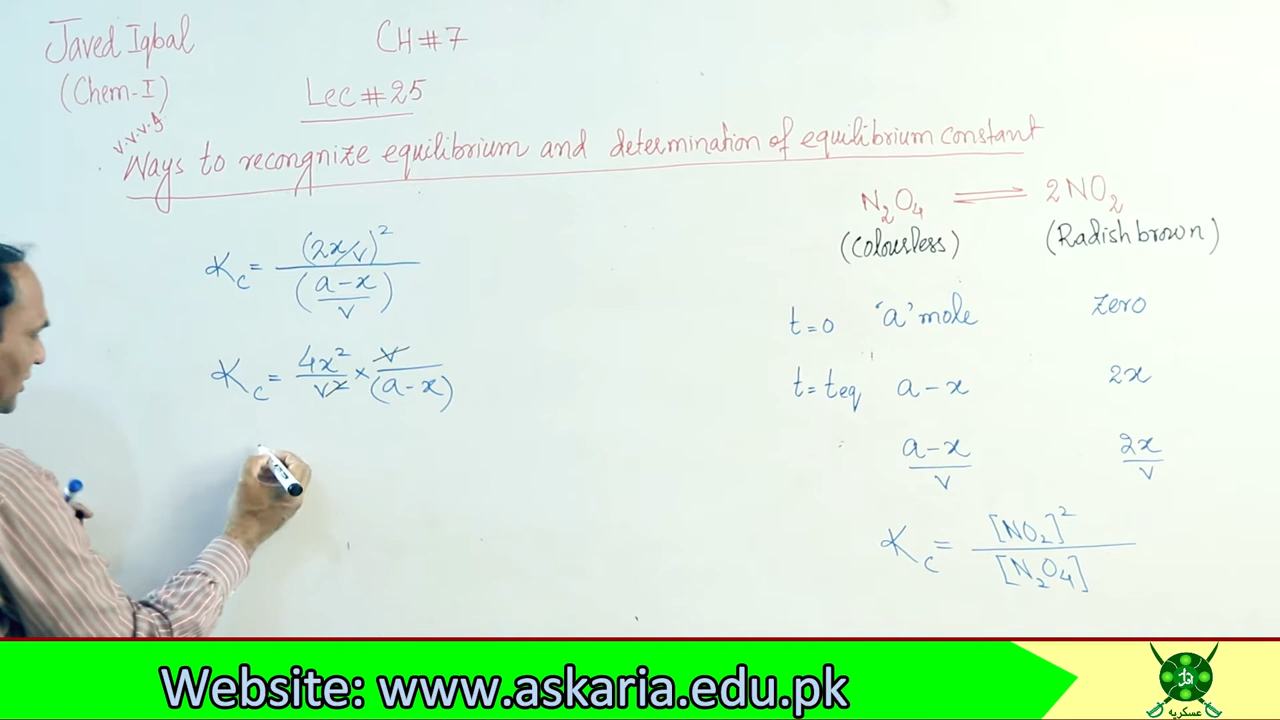 Javed Iqbal
(Chem-I)
CH#7
Lec#25
V.V.V.
Ways to recongnize equilibrium and determination of equilibrium constant
N₂O₄ ⇌ 2NO₂
(Colourless) (Radish brown)
t=0 'a' mole zero
t=teq a-x 2x
(a-x)/v 2x/v
Kc = [NO₂]²/[N₂O₄]
Kc = (2x/v)²/((a-x)/v)
Kc = 4x²/v² × v/(a-x)
Website: www.askaria.edu.pk
عسکریہ